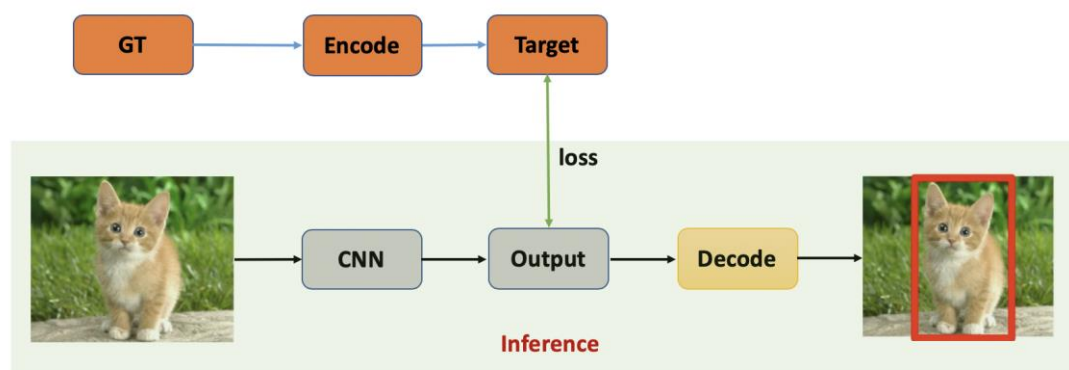 GT
Encode
Target
loss
CNN
Output
Decode
Inference